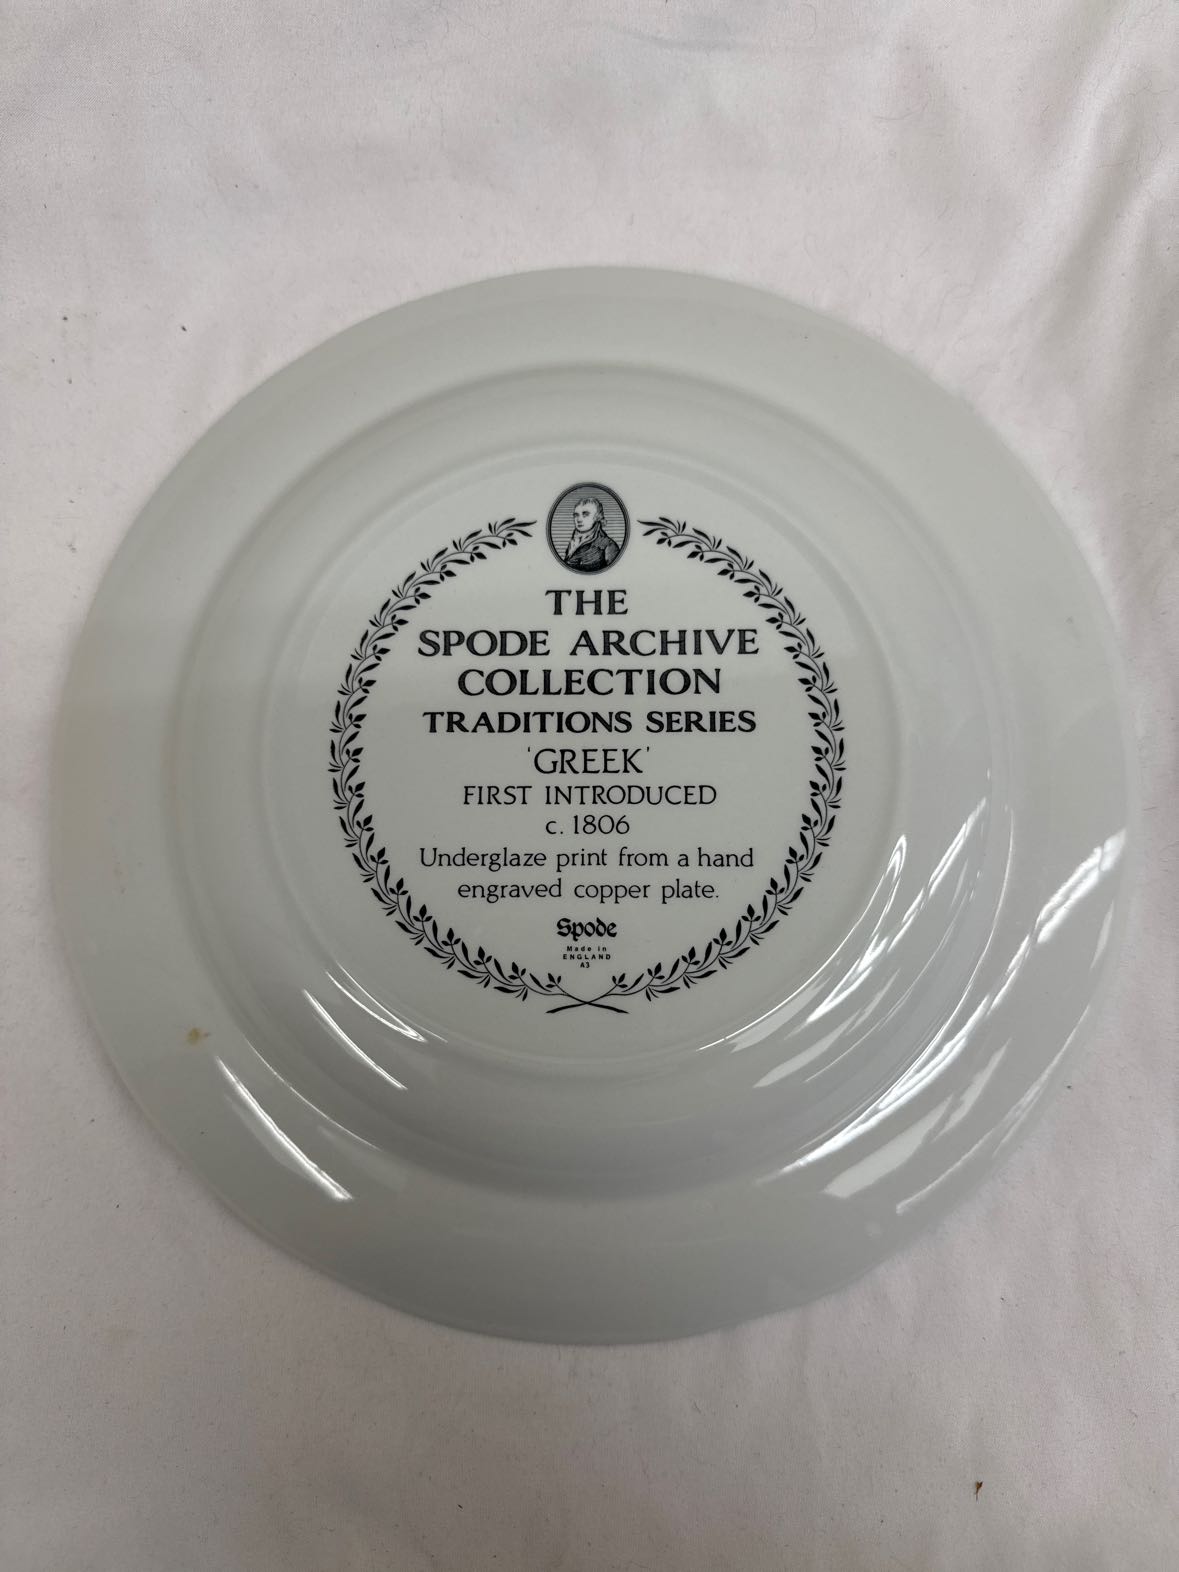 THE
SPODE ARCHIVE
COLLECTION
TRADITIONS SERIES
'GREEK'
FIRST INTRODUCED
c. 1806
Underglaze print from a hand
engraved copper plate.
Spode
Made in
ENGLAND
A3